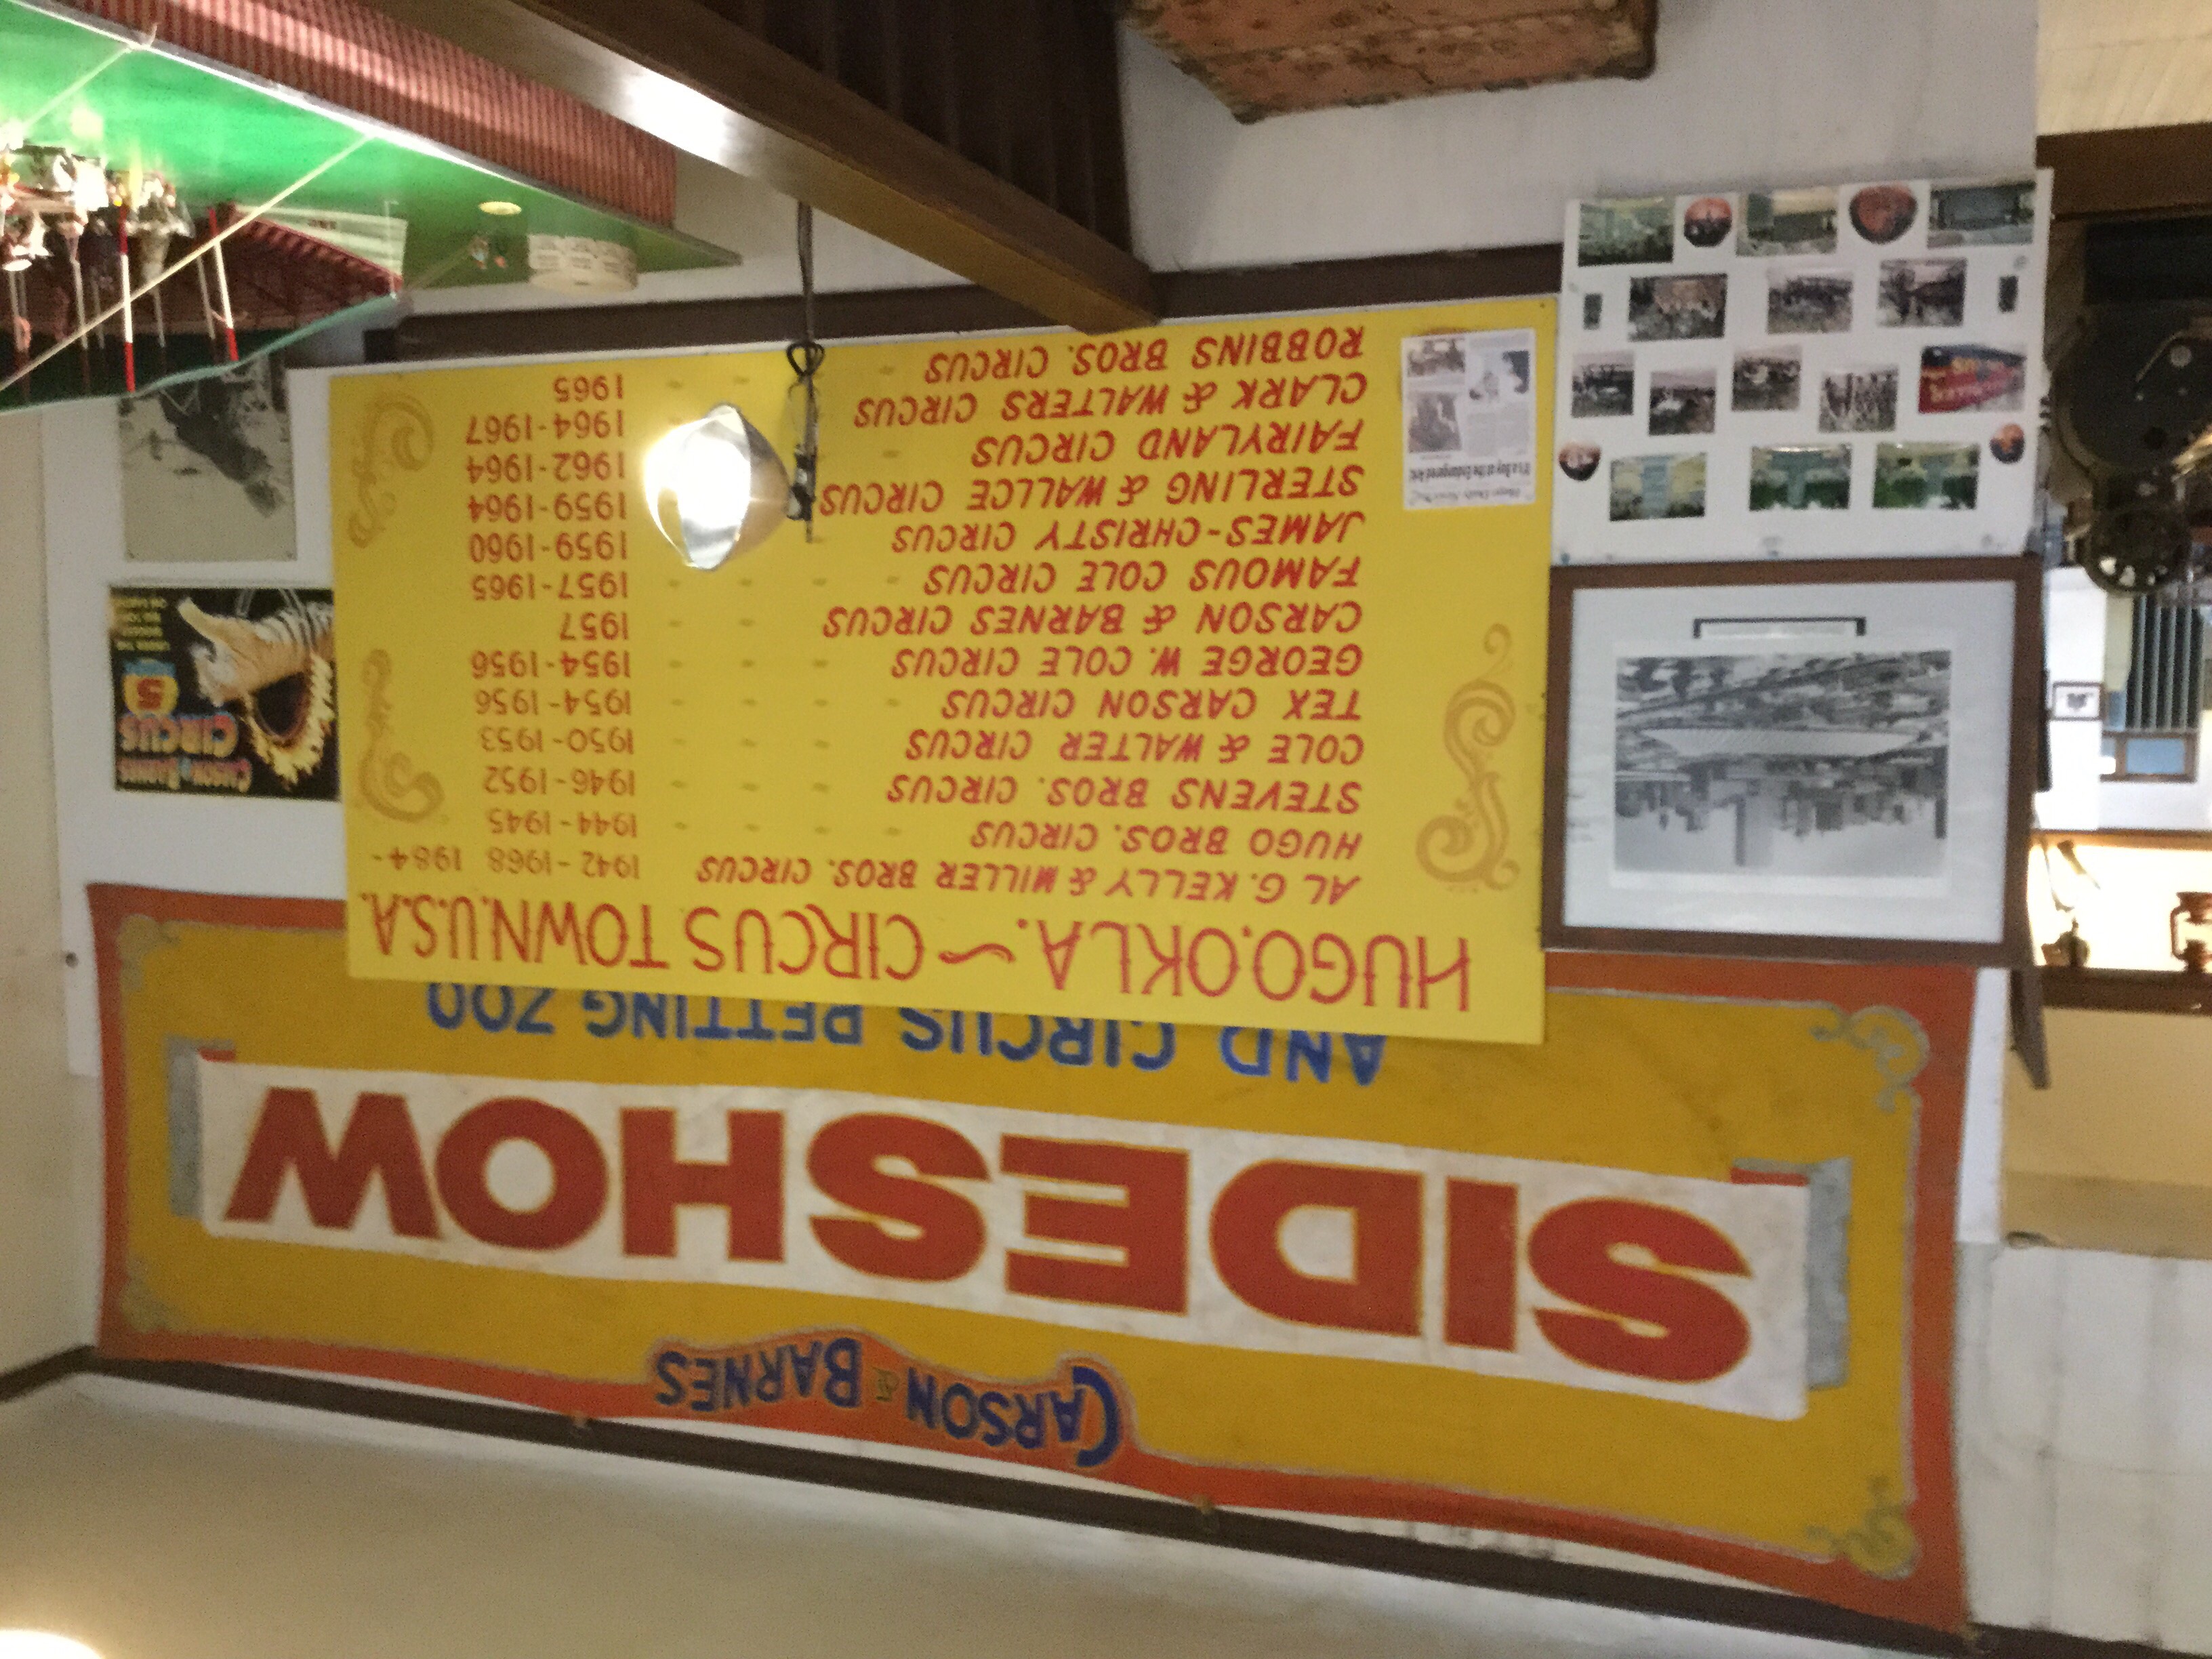 CARSON & BARNES
SIDESHOW
AND CIRCUS PETTING ZOO
HUGO.OKLA. ~ CIRCUS TOWN.U.S.A.
AL G. KELLY & MILLER BROS. CIRCUS 1942-1968 1984-
HUGO BROS. CIRCUS - - - - 1944-1945
STEVENS BROS. CIRCUS - - - - 1946-1952
COLE & WALTER CIRCUS - - - - 1950-1953
TEX CARSON CIRCUS - - - - 1954-1956
GEORGE W. COLE CIRCUS - - - - 1954-1956
CARSON & BARNES CIRCUS - - - 1957
FAMOUS COLE CIRCUS - - - - 1957-1965
JAMES-CHRISTY CIRCUS 1959-1960
STERLING & WALLCE CIRCUS 1959-1964
FAIRYLAND CIRCUS - 1962-1964
CLARK & WALTERS CIRCUS - - 1964-1967
ROBBINS BROS. CIRCUS - - - 1965
CARSON & BARNES
CIRCUS
5